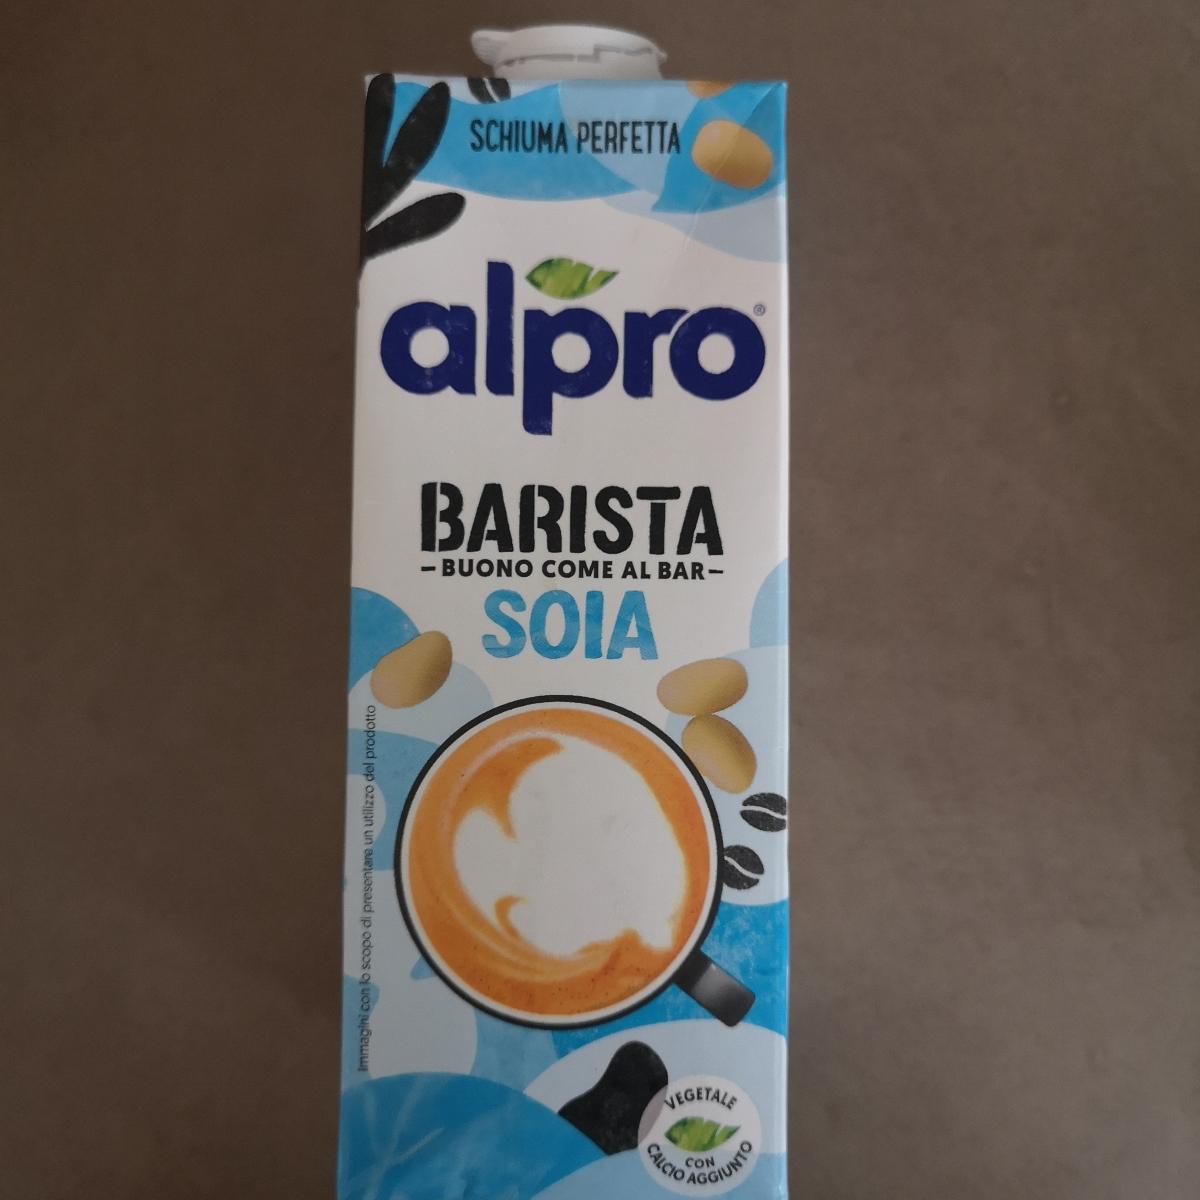 SCHIUMA PERFETTA
alpro®
BARISTA
-BUONO COME AL BAR-
SOIA
Immagini con lo scopo di presentare un utilizzo del prodotto
VEGETALE
CON
CALCIO AGGIUNTO